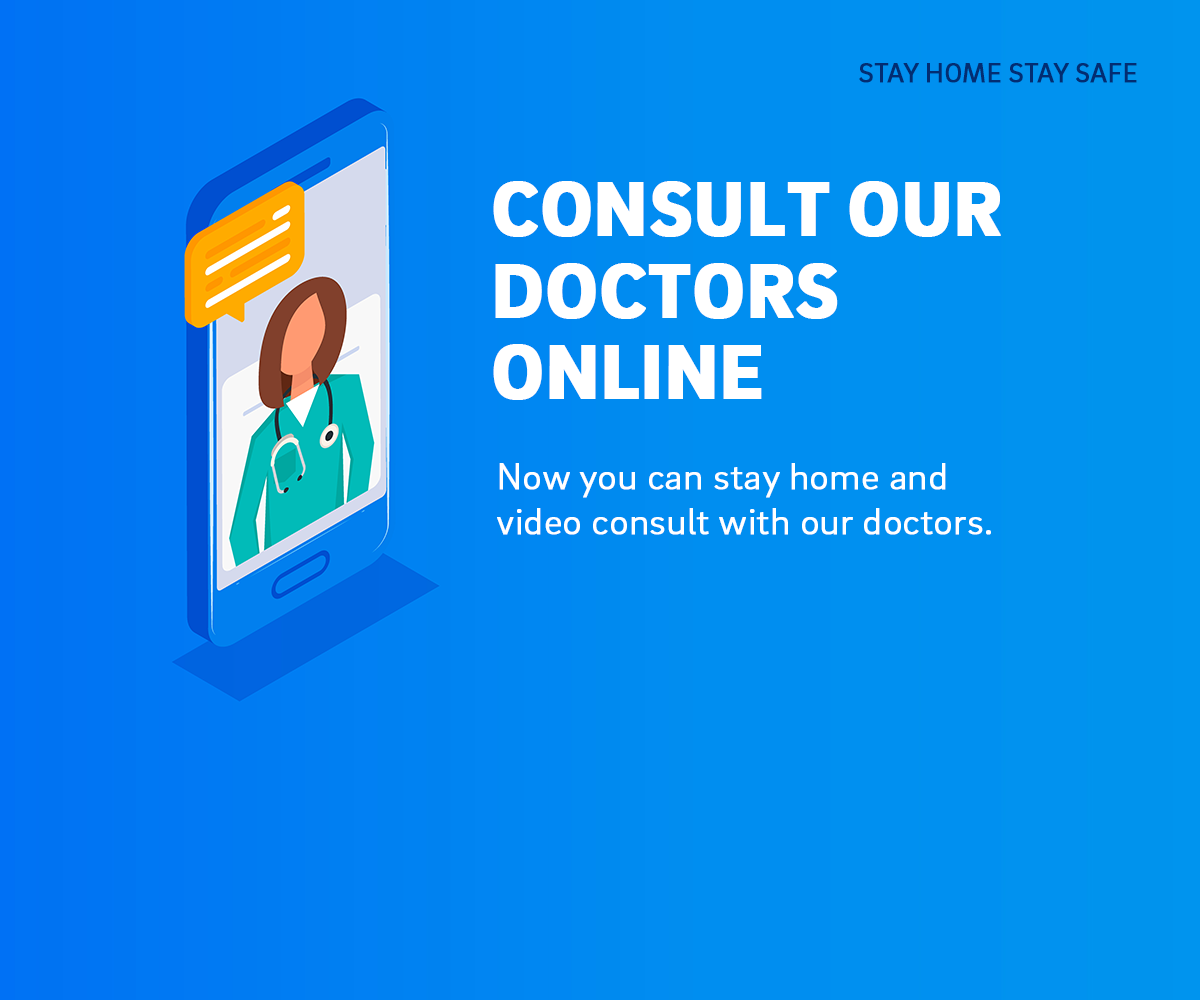 STAY HOME STAY SAFE
CONSULT OUR
DOCTORS
ONLINE
Now you can stay home and
video consult with our doctors.